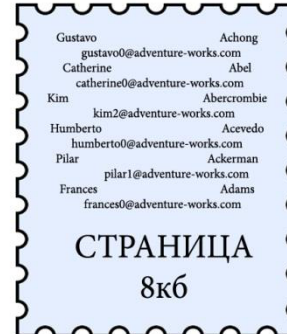 Gustavo Achong
gustavo0@adventure-works.com
Catherine Abel
catherine0@adventure-works.com
Kim Abercrombie
kim2@adventure-works.com
Humberto Acevedo
humberto0@adventure-works.com
Pilar Ackerman
pilar1@adventure-works.com
Frances Adams
frances0@adventure-works.com
СТРАНИЦА
8кб